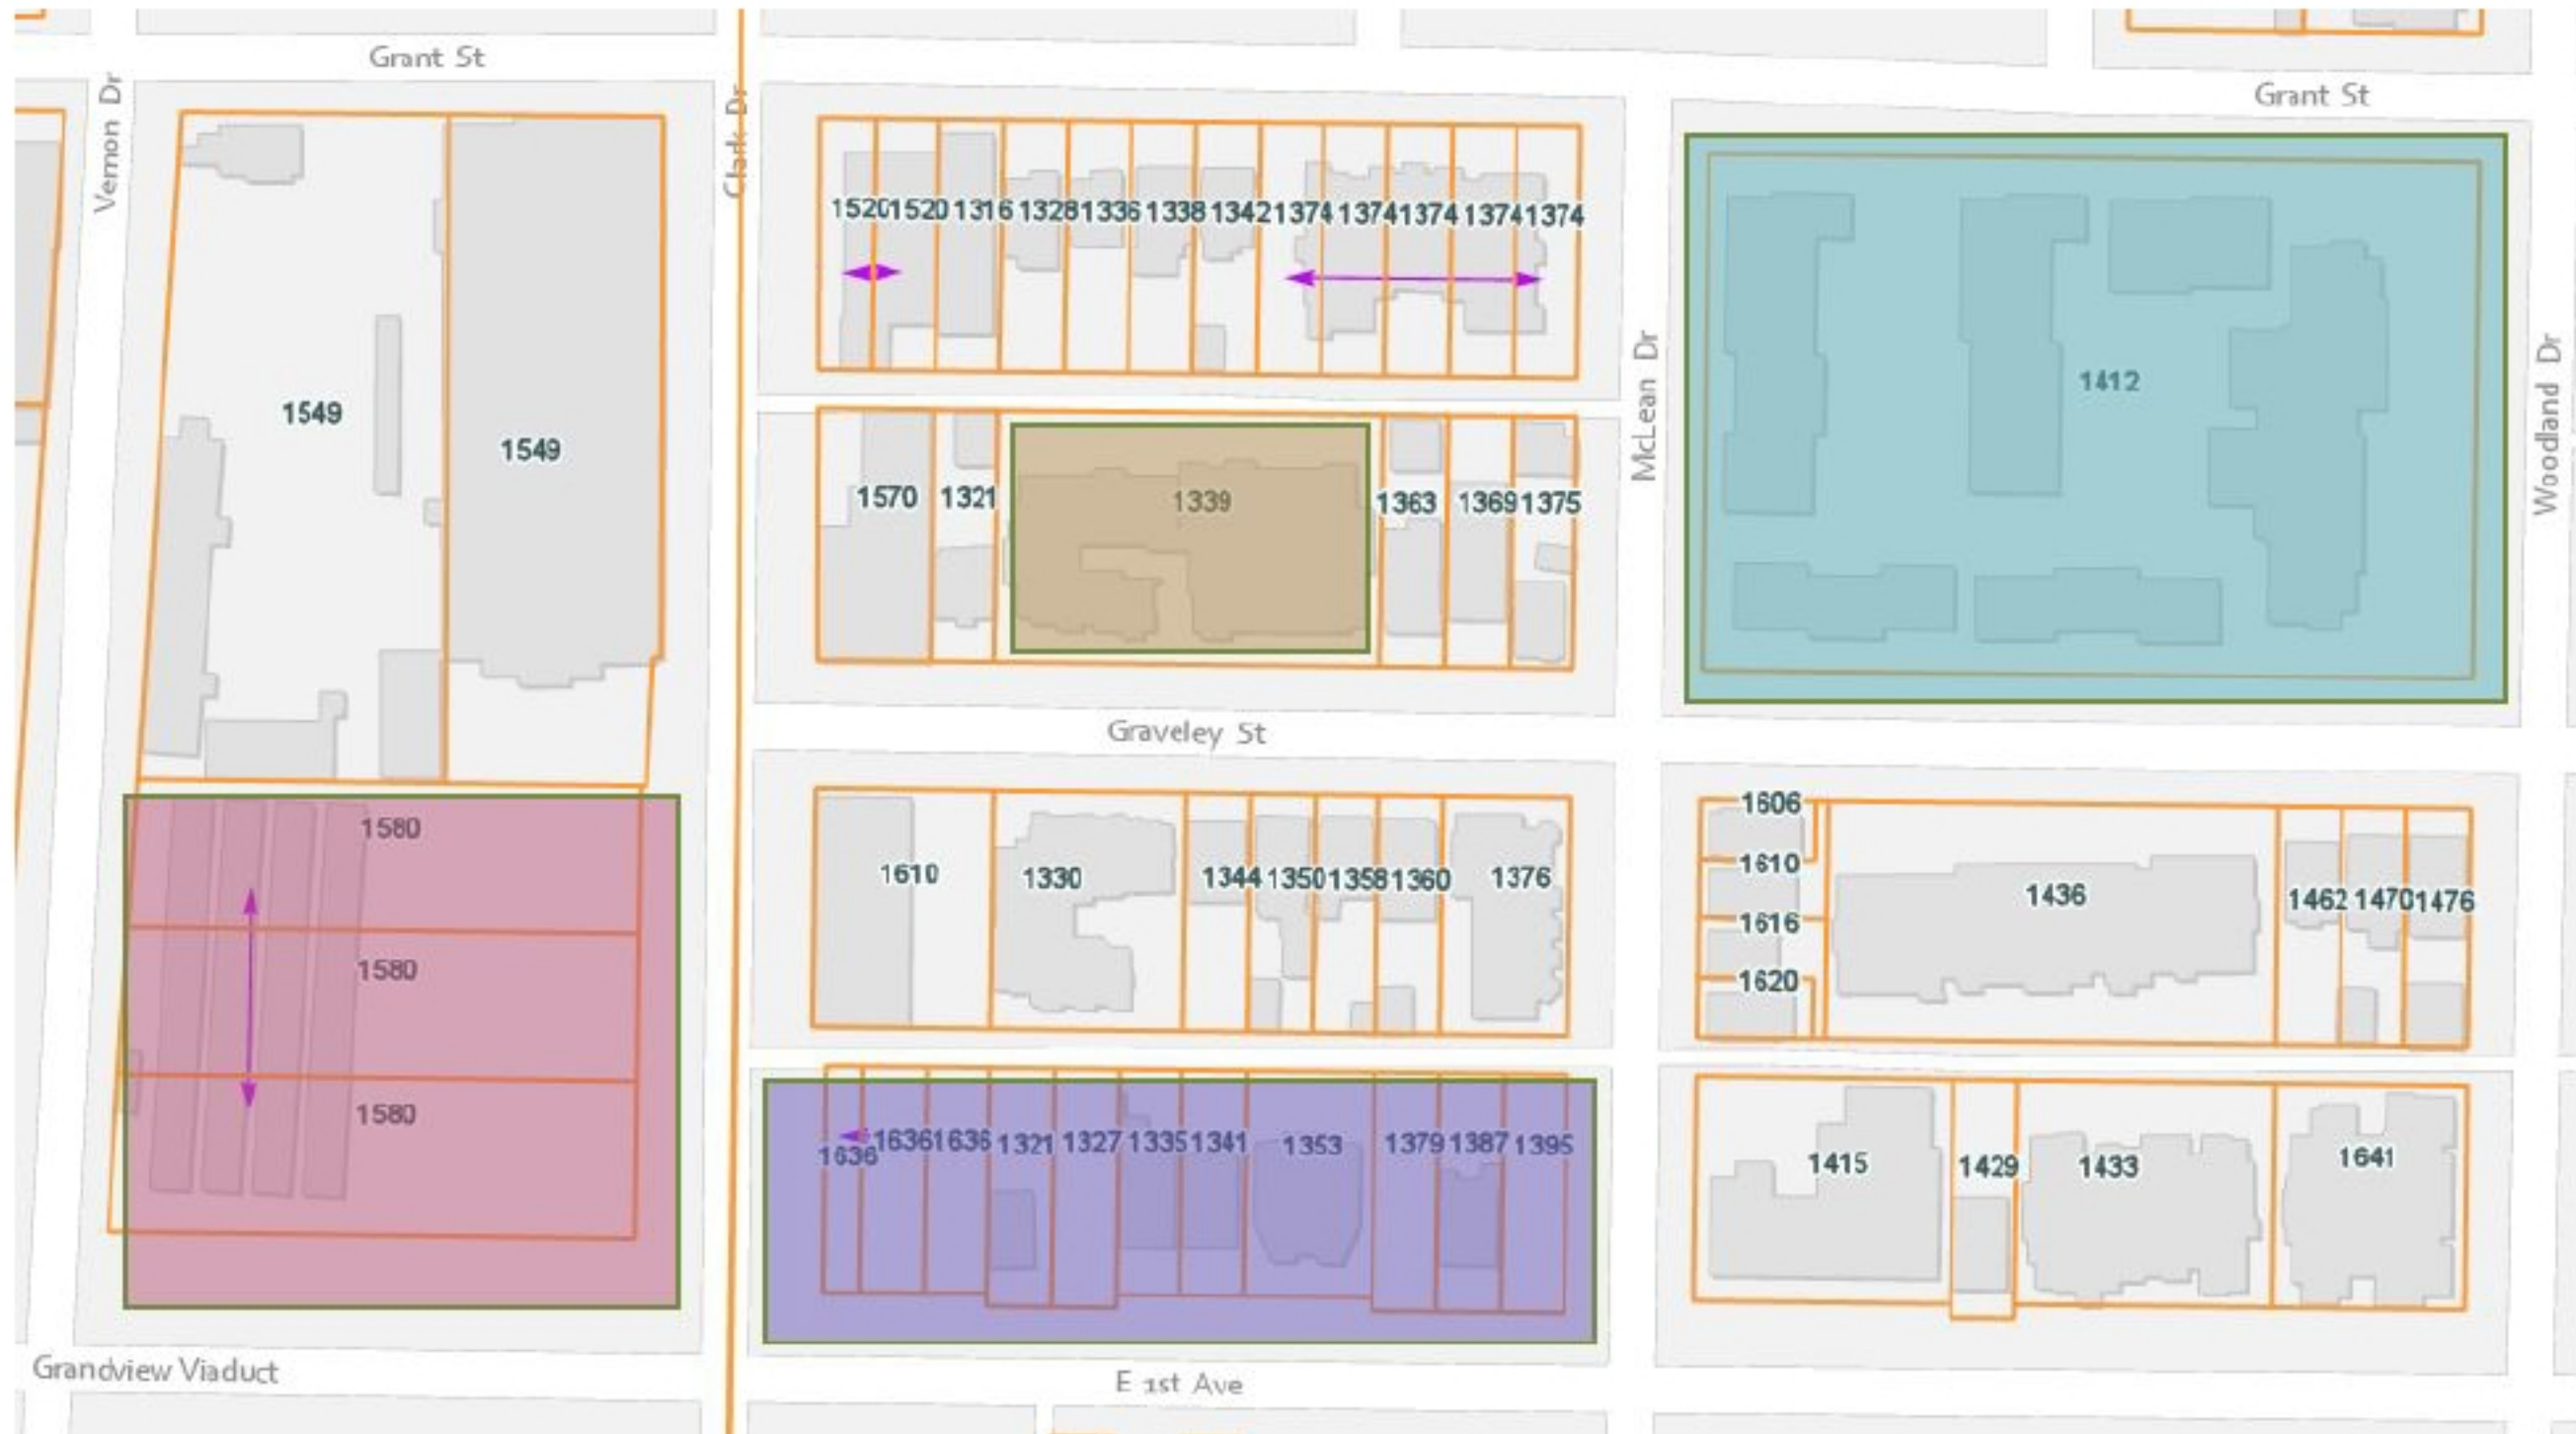 Grant St
Grant St
Vernon Dr
Clark Dr
1520 1520 1316 1328 1336 1338 1342 1374 1374 1374 1374 1374
McLean Dr
Woodland Dr
1412
1549
1549
1570 1321 1339 1363 1369 1375
Graveley St
1580
1580
1580
1610 1330 1344 1350 1358 1360 1376
1606
1610
1616
1620
1436
1462 1470 1476
1636 1636 1636 1321 1327 1335 1341 1353 1379 1387 1395
1415 1429 1433 1641
Grandview Viaduct
E 1st Ave